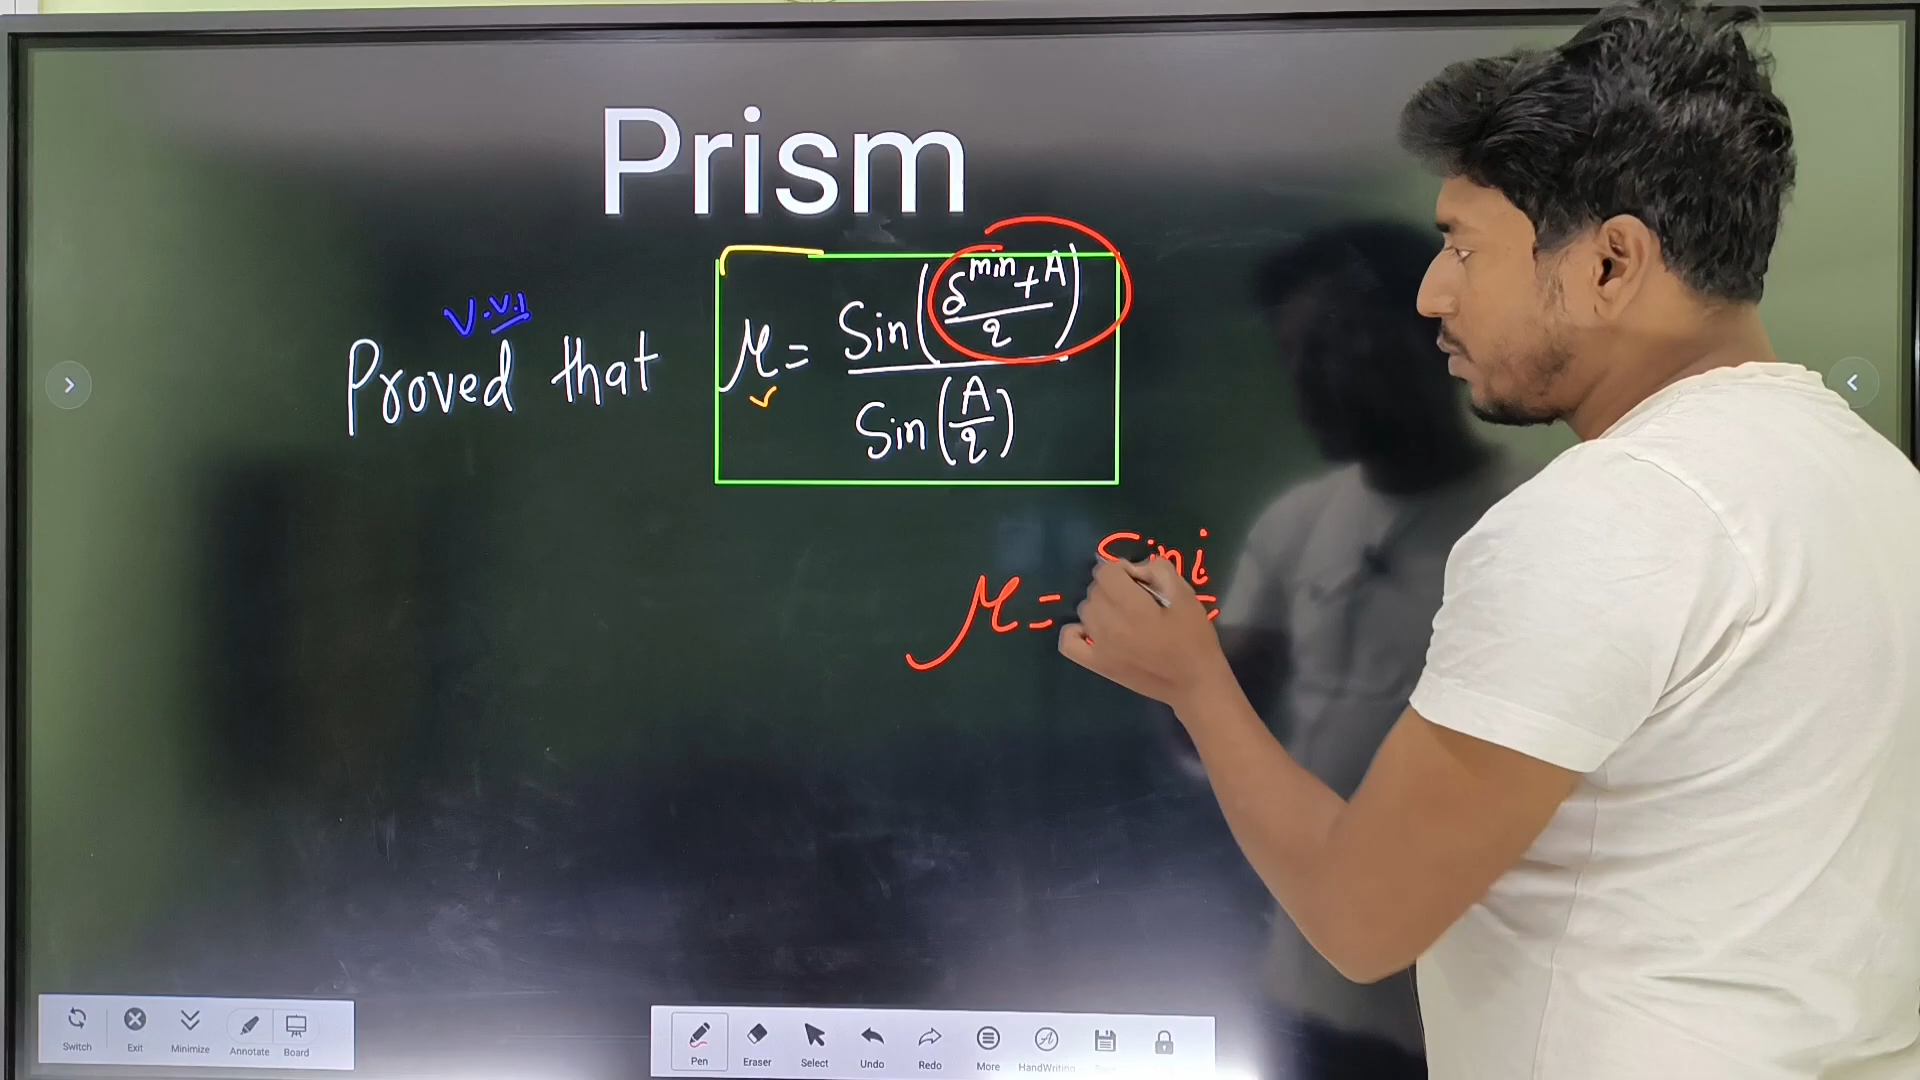 Prism
V.V.I
Proved that μ = Sin((δ^min + A)/2) / Sin(A/2)
μ = Sin i
Switch Exit Minimize Annotate Board
Pen Eraser Select Undo Redo More HandWriting